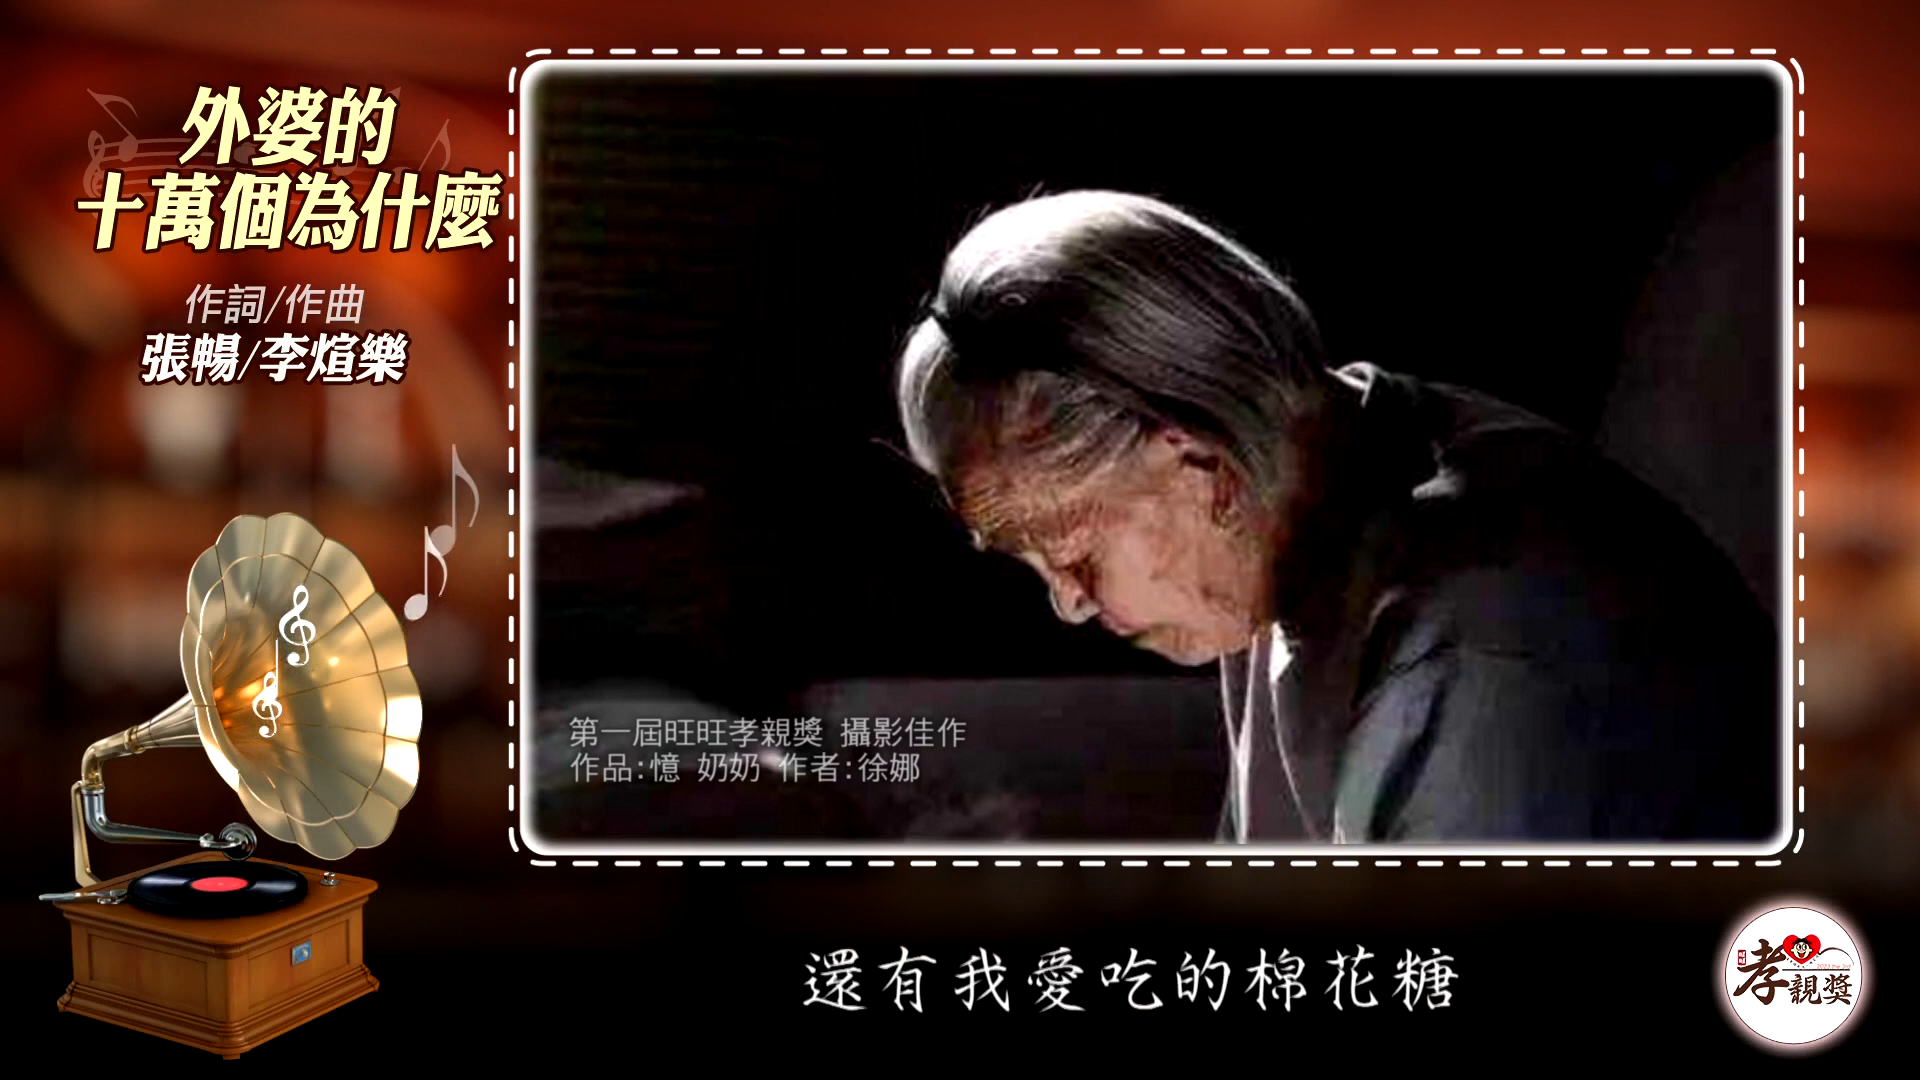 外婆的
十萬個為什麼
作詞/作曲
張暢/李煊樂
第一屆旺旺孝親獎 攝影佳作
作品:憶 奶奶 作者:徐娜
還有我愛吃的棉花糖
旺旺
孝親獎